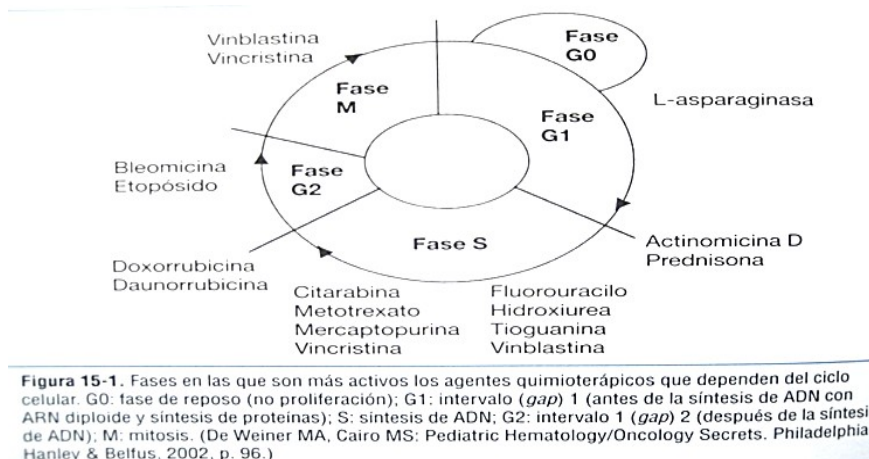 Vinblastina
Vincristina
Fase
G0
Fase
M
L-asparaginasa
Fase
G1
Bleomicina
Etopósido
Fase
G2
Fase S
Actinomicina D
Prednisona
Doxorrubicina
Daunorrubicina
Citarabina
Metotrexato
Mercaptopurina
Vincristina
Fluorouracilo
Hidroxiurea
Tioguanina
Vinblastina
Figura 15-1. Fases en las que son más activos los agentes quimioterápicos que dependen del ciclo
celular. G0: fase de reposo (no proliferación); G1: intervalo (gap) 1 (antes de la síntesis de ADN con
ARN diploide y síntesis de proteínas); S: síntesis de ADN; G2: intervalo 1 (gap) 2 (después de la síntesi
de ADN); M: mitosis. (De Weiner MA, Cairo MS: Pediatric Hematology/Oncology Secrets. Philadelphia
Hanley & Belfus, 2002, p. 96.)